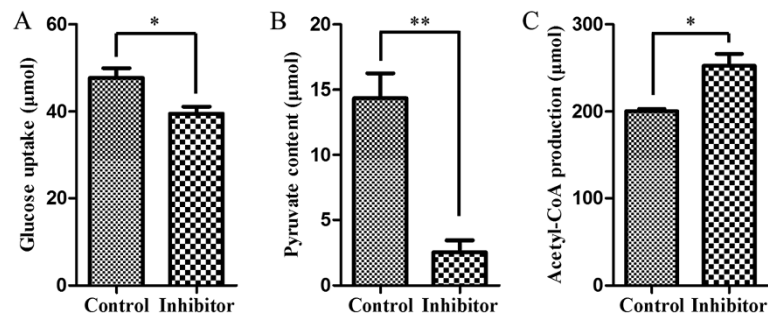 A
Glucose uptake (μmol)
60
40
20
0
*
Control Inhibitor
B
Pyruvate content (μmol)
20
15
10
5
0
**
Control Inhibitor
C
Acetyl-CoA production (μmol)
300
200
100
0
*
Control Inhibitor